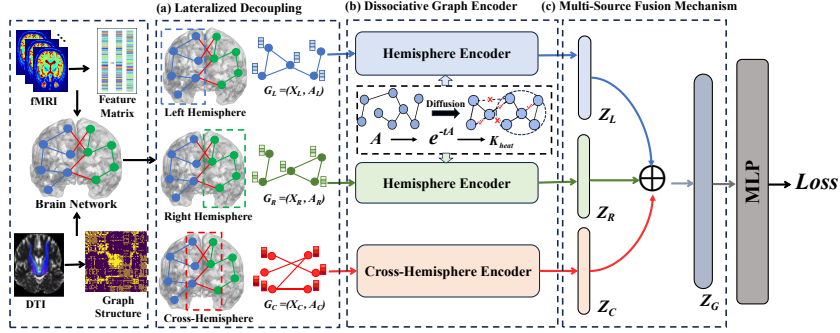 (a) Lateralized Decoupling
(b) Dissociative Graph Encoder
(c) Multi-Source Fusion Mechanism
fMRI
Feature
Matrix
Brain Network
DTI
Graph
Structure
Left Hemisphere
G_L =(X_L, A_L)
Right Hemisphere
G_R =(X_R, A_R)
Cross-Hemisphere
G_C =(X_C, A_C)
Hemisphere Encoder
Diffusion
A
e^{-tA}
K_heat
Hemisphere Encoder
Cross-Hemisphere Encoder
Z_L
Z_R
Z_C
Z_G
MLP
Loss